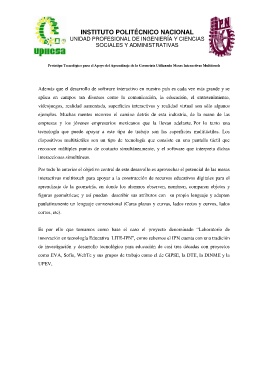 INSTITUTO POLITÉCNICO NACIONAL
UNIDAD PROFESIONAL DE INGENIERÍA Y CIENCIAS
SOCIALES Y ADMINISTRATIVAS
upiicsa
Prototipo Tecnológico para el Apoyo del Aprendizaje de la Geometría Utilizando Mesas Interactivas Multitouch
Además que el desarrollo de software interactivo en nuestro país es cada vez más grande y se
aplica en campos tan diversos como la comunicación, la educación, el entretenimiento,
videojuegos, realidad aumentada, superficies interactivas y realidad virtual son sólo algunos
ejemplos. Muchas mentes recorren el camino detrás de esta industria, de la mano de las
empresas y los jóvenes empresarios mexicanos que la llevan adelante. Por lo tanto una
tecnología que puede apoyar a este tipo de trabajo son las superficies multitáctiles. Los
dispositivos multitáctiles son un tipo de tecnología que consiste en una pantalla táctil que
reconoce múltiples puntos de contacto simultáneamente, y el software que interpreta dichas
interacciones simultáneas.
Por todo lo anterior el objetivo central de este desarrollo es aprovechar el potencial de las mesas
interactivas multitouch para apoyar a la construcción de recursos educativos digitales para el
aprendizaje de la geometría, en donde los alumnos observen, nombren, comparen objetos y
figuras geométricas; y así puedan describir sus atributos con su propio lenguaje y adopten
paulatinamente un lenguaje convencional (Caras planas y curvas, lados rectos y curvos, lados
cortos, etc).
Es por ello que tomamos como base el caso el proyecto denominado "Laboratorio de
innovación en tecnología Educativa LITE-IPN", como sabemos el IPN cuenta con una tradición
de investigación y desarrollo tecnológico para educación de casi tres décadas con proyectos
como EVA, Sofía, WebTc y sus grupos de trabajo como el de GIPSE, la DTE, la DINME y la
UPEV.